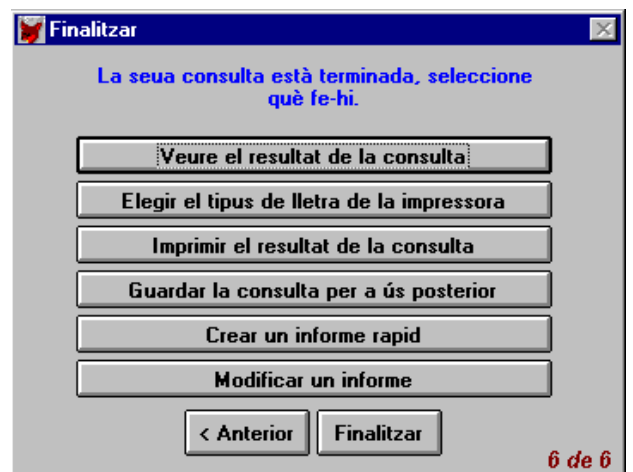 Finalitzar
La seua consulta està terminada, seleccione
què fe-hi.
Veure el resultat de la consulta
Elegir el tipus de lletra de la impressora
Imprimir el resultat de la consulta
Guardar la consulta per a ús posterior
Crear un informe rapid
Modificar un informe
< Anterior Finalitzar
6 de 6